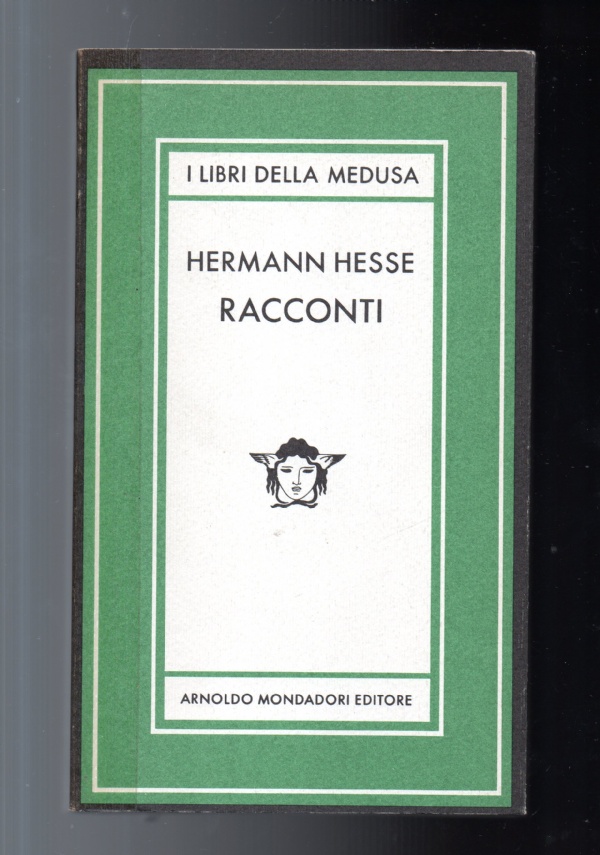 I LIBRI DELLA MEDUSA
HERMANN HESSE
RACCONTI
ARNOLDO MONDADORI EDITORE